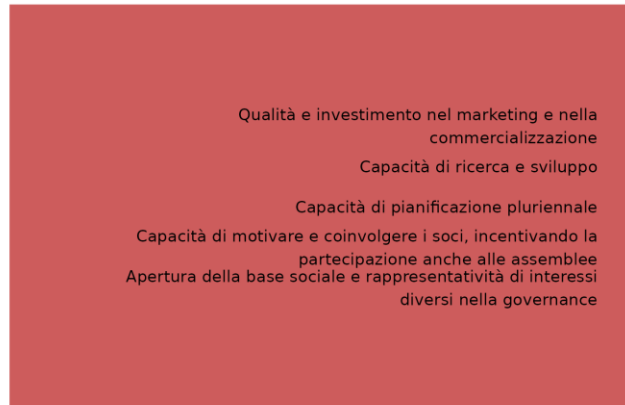 Qualità e investimento nel marketing e nella
commercializzazione
Capacità di ricerca e sviluppo
Capacità di pianificazione pluriennale
Capacità di motivare e coinvolgere i soci, incentivando la
partecipazione anche alle assemblee
Apertura della base sociale e rappresentatività di interessi
diversi nella governance